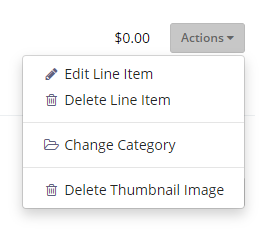 $0.00 Actions
Edit Line Item
Delete Line Item
Change Category
Delete Thumbnail Image